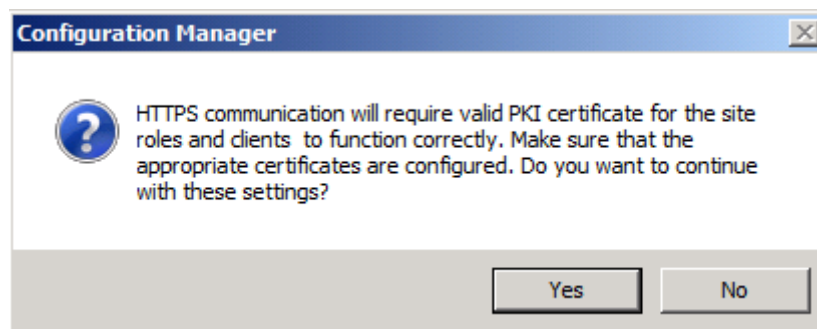 Configuration Manager
HTTPS communication will require valid PKI certificate for the site
roles and clients  to function correctly. Make sure that the
appropriate certificates are configured. Do you want to continue
with these settings?
Yes
No